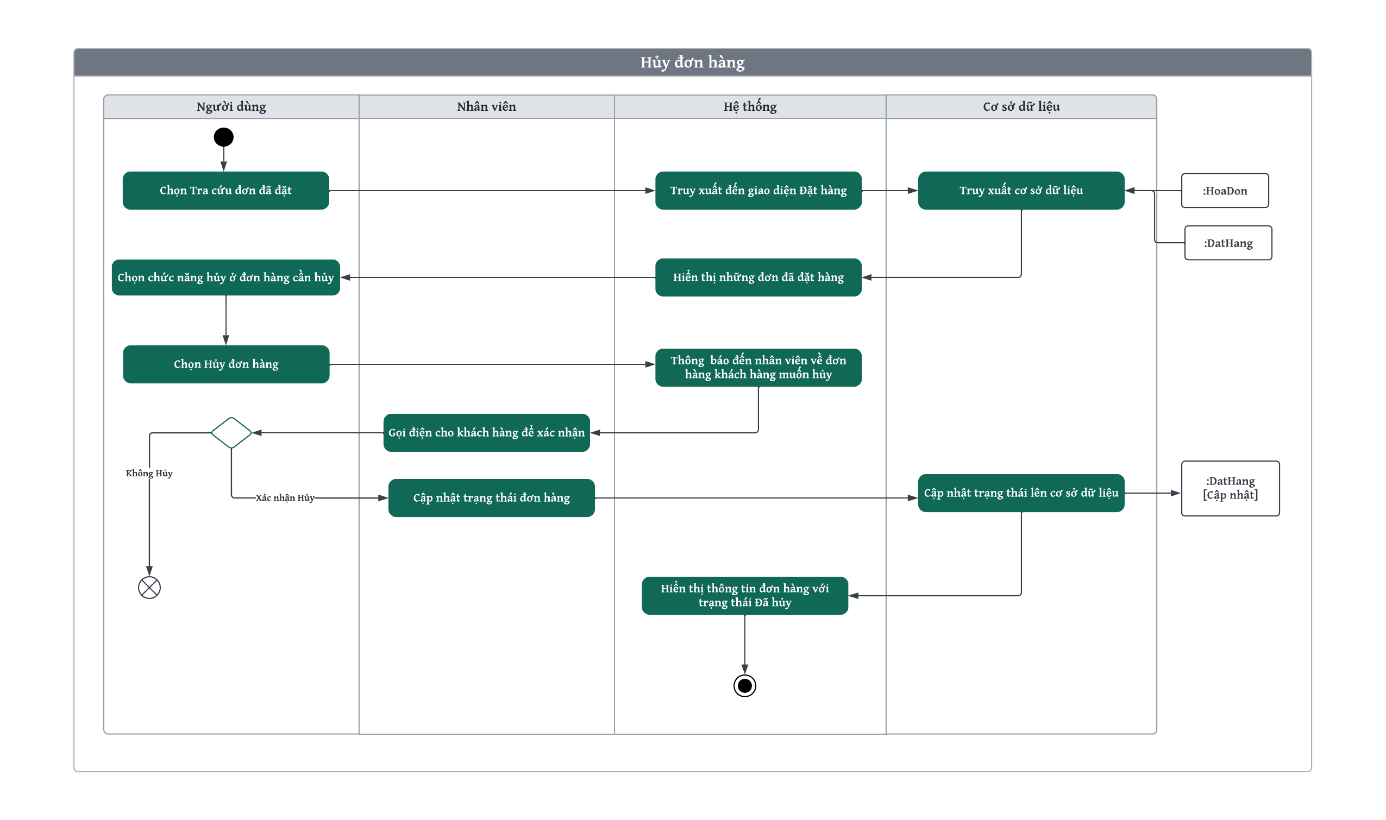 Hủy đơn hàng
Người dùng
Nhân viên
Hệ thống
Cơ sở dữ liệu
Chọn Tra cứu đơn đã đặt
Truy xuất đến giao diện Đặt hàng
Truy xuất cơ sở dữ liệu
:HoaDon
:DatHang
Chọn chức năng hủy ở đơn hàng cần hủy
Hiển thị những đơn đã đặt hàng
Chọn Hủy đơn hàng
Thông báo đến nhân viên về đơn
hàng khách hàng muốn hủy
Gọi điện cho khách hàng để xác nhận
Không Hủy
Xác nhận Hủy
Cập nhật trạng thái đơn hàng
Cập nhật trạng thái lên cơ sở dữ liệu
:DatHang
[Cập nhật]
Hiển thị thông tin đơn hàng với
trạng thái Đã hủy